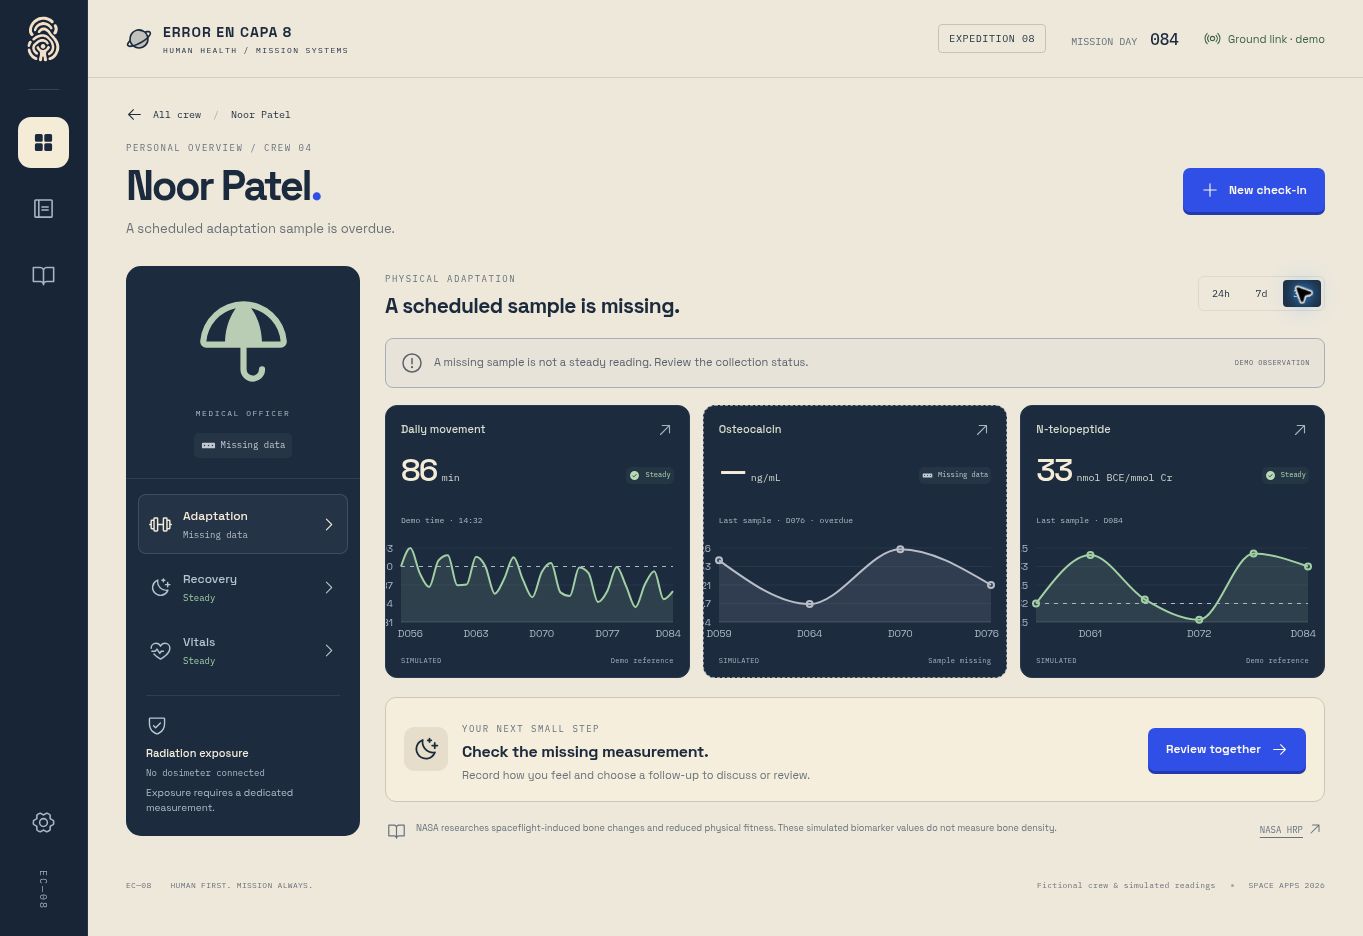 ERROR EN CAPA 8
HUMAN HEALTH / MISSION SYSTEMS
EXPEDITION 08
MISSION DAY 084
Ground link · demo
All crew / Noor Patel
PERSONAL OVERVIEW / CREW 04
Noor Patel.
A scheduled adaptation sample is overdue.
New check-in
MEDICAL OFFICER
Missing data
Adaptation
Missing data
Recovery
Steady
Vitals
Steady
Radiation exposure
No dosimeter connected
Exposure requires a dedicated
measurement.
EC—08
PHYSICAL ADAPTATION
A scheduled sample is missing.
24h 7d
A missing sample is not a steady reading. Review the collection status.
DEMO OBSERVATION
Daily movement
86 min
Steady
Demo time · 14:32
D056 D063 D070 D077 D084
SIMULATED Demo reference
Osteocalcin
— ng/mL
Missing data
Last sample · D076 · overdue
D059 D064 D070 D076
SIMULATED Sample missing
N-telopeptide
33 nmol BCE/mmol Cr
Steady
Last sample · D084
D061 D072 D084
SIMULATED Demo reference
YOUR NEXT SMALL STEP
Check the missing measurement.
Record how you feel and choose a follow-up to discuss or review.
Review together
NASA researches spaceflight-induced bone changes and reduced physical fitness. These simulated biomarker values do not measure bone density.
NASA HRP
EC—08 HUMAN FIRST. MISSION ALWAYS.
Fictional crew & simulated readings • SPACE APPS 2026